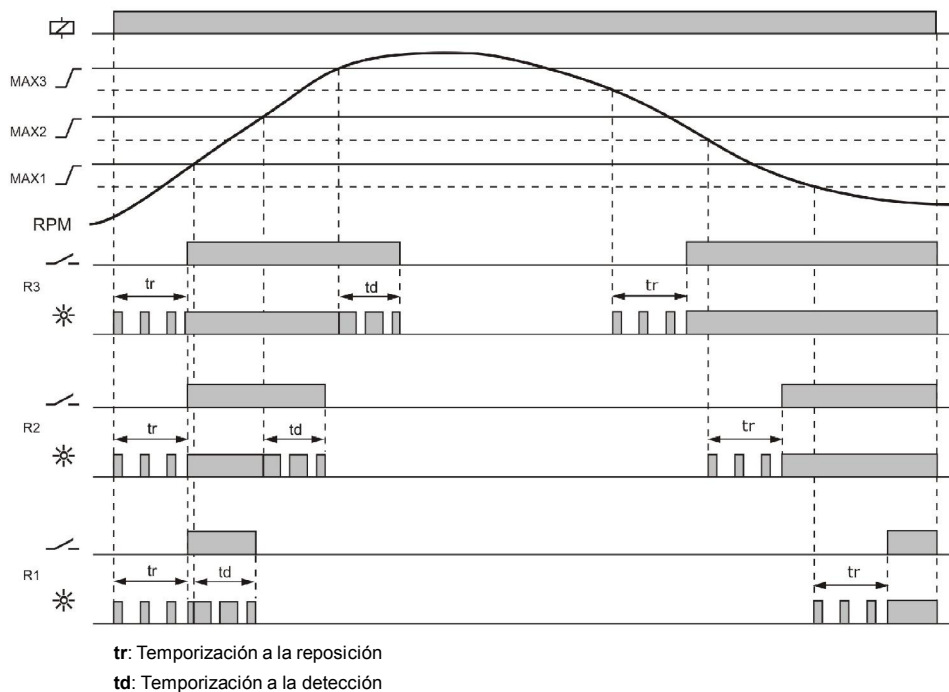 MAX3
MAX2
MAX1
RPM
R3
tr
td
tr
R2
tr
td
tr
R1
tr
td
tr
tr: Temporización a la reposición
td: Temporización a la detección